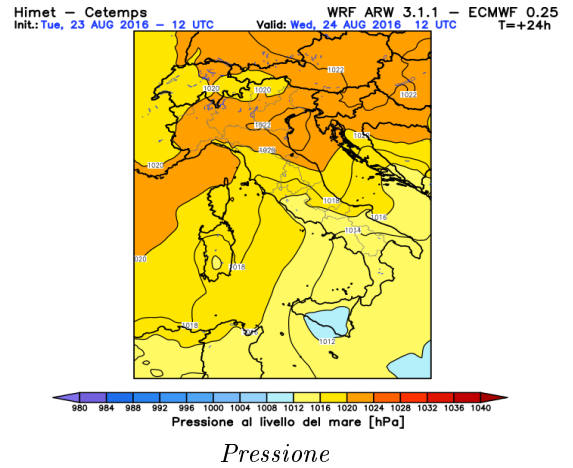 Himet – Cetemps WRF ARW 3.1.1 – ECMWF 0.25
Init.: Tue, 23 AUG 2016 – 12 UTC Valid: Wed, 24 AUG 2016 12 UTC T=+24h
1022
1020 1020
1022
1022
1020
1020
1018
1016
1014
1020
1018
1018
1012
980 984 988 992 996 1000 1004 1008 1012 1016 1020 1024 1028 1032 1036 1040
Pressione al livello del mare [hPa]
Pressione